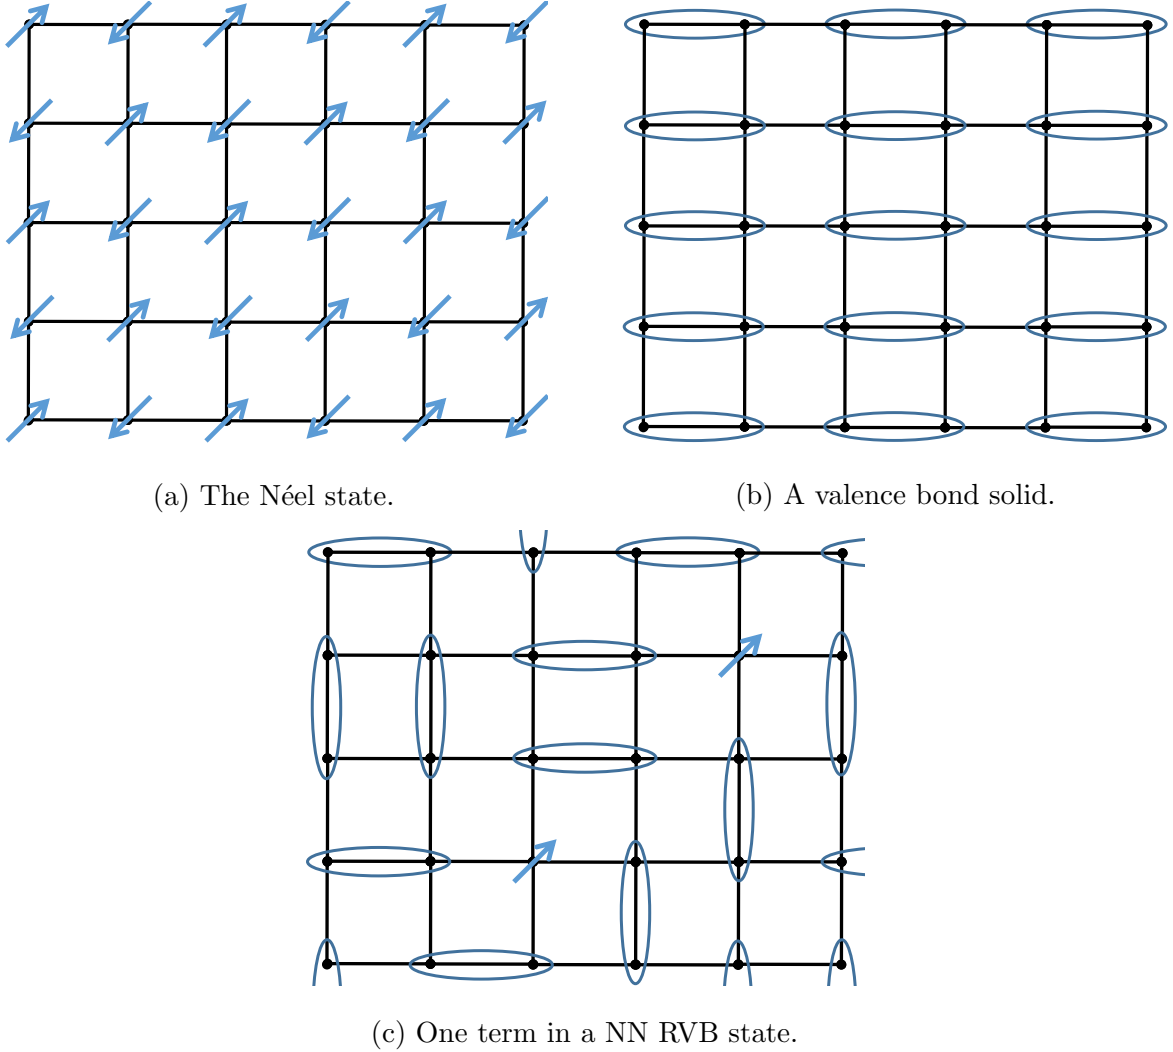 (a) The Néel state.
(b) A valence bond solid.
(c) One term in a NN RVB state.